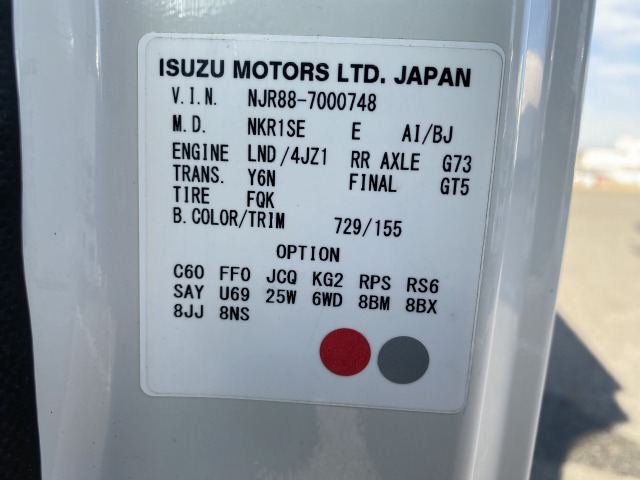 ISUZU MOTORS LTD. JAPAN
V.I.N. NJR88-7000748
M.D. NKR1SE E AI/BJ
ENGINE LND/4JZ1 RR AXLE G73
TRANS. Y6N FINAL GT5
TIRE FQK
B.COLOR/TRIM 729/155
OPTION
C60 FF0 JCQ KG2 RPS RS6
SAY U69 25W 6WD 8BM 8BX
8JJ 8NS